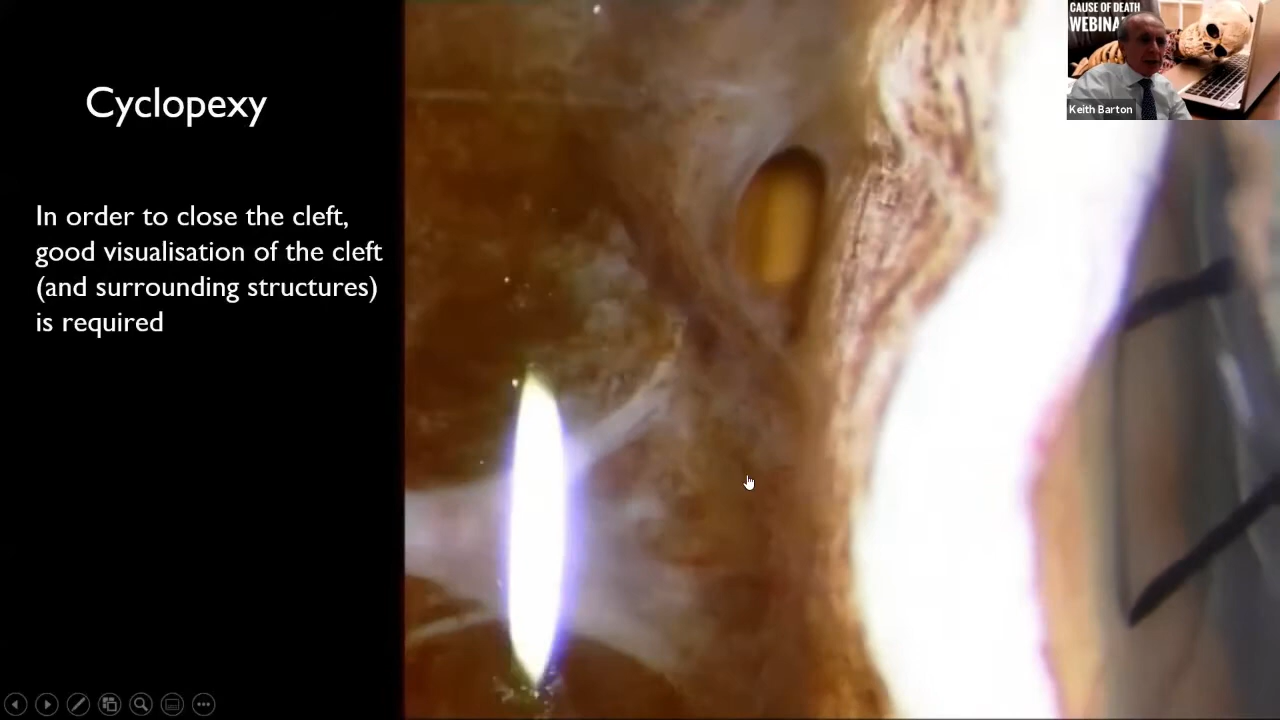 Cyclopexy
In order to close the cleft,
good visualisation of the cleft
(and surrounding structures)
is required
CAUSE OF DEATH
Keith Barton